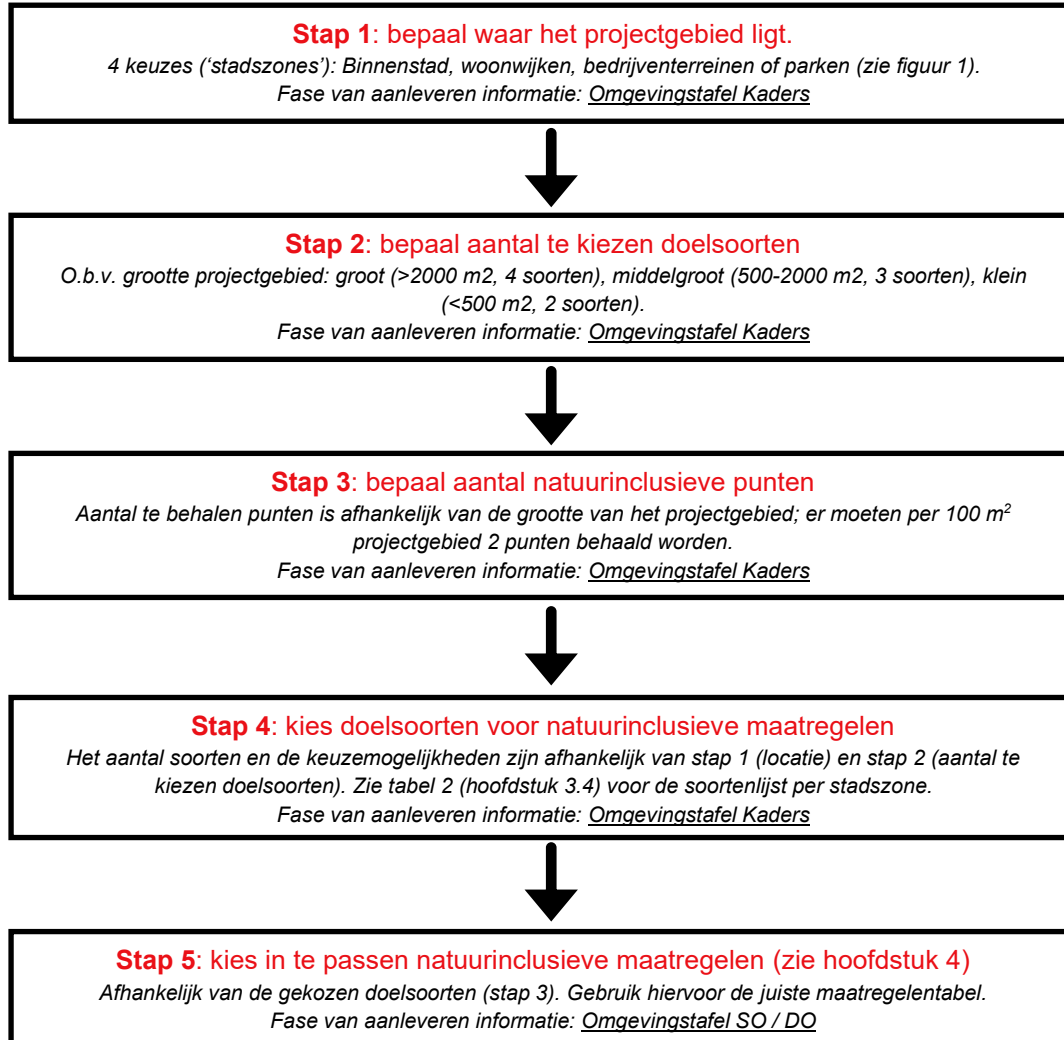 Stap 1: bepaal waar het projectgebied ligt.
4 keuzes (‘stadszones’): Binnenstad, woonwijken, bedrijventerreinen of parken (zie figuur 1).
Fase van aanleveren informatie: Omgevingstafel Kaders
Stap 2: bepaal aantal te kiezen doelsoorten
O.b.v. grootte projectgebied: groot (>2000 m2, 4 soorten), middelgroot (500-2000 m2, 3 soorten), klein
(<500 m2, 2 soorten).
Fase van aanleveren informatie: Omgevingstafel Kaders
Stap 3: bepaal aantal natuurinclusieve punten
Aantal te behalen punten is afhankelijk van de grootte van het projectgebied; er moeten per 100 m²
projectgebied 2 punten behaald worden.
Fase van aanleveren informatie: Omgevingstafel Kaders
Stap 4: kies doelsoorten voor natuurinclusieve maatregelen
Het aantal soorten en de keuzemogelijkheden zijn afhankelijk van stap 1 (locatie) en stap 2 (aantal te
kiezen doelsoorten). Zie tabel 2 (hoofdstuk 3.4) voor de soortenlijst per stadszone.
Fase van aanleveren informatie: Omgevingstafel Kaders
Stap 5: kies in te passen natuurinclusieve maatregelen (zie hoofdstuk 4)
Afhankelijk van de gekozen doelsoorten (stap 3). Gebruik hiervoor de juiste maatregelentabel.
Fase van aanleveren informatie: Omgevingstafel SO / DO